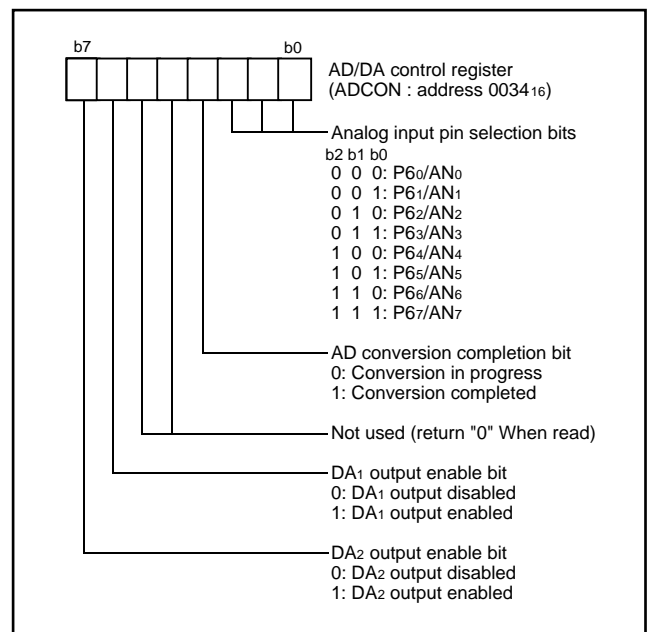 b7 b0
AD/DA control register
(ADCON : address 0034₁₆)
Analog input pin selection bits
b2 b1 b0
0 0 0: P6₀/AN₀
0 0 1: P6₁/AN₁
0 1 0: P6₂/AN₂
0 1 1: P6₃/AN₃
1 0 0: P6₄/AN₄
1 0 1: P6₅/AN₅
1 1 0: P6₆/AN₆
1 1 1: P6₇/AN₇
AD conversion completion bit
0: Conversion in progress
1: Conversion completed
Not used (return "0" When read)
DA₁ output enable bit
0: DA₁ output disabled
1: DA₁ output enabled
DA₂ output enable bit
0: DA₂ output disabled
1: DA₂ output enabled